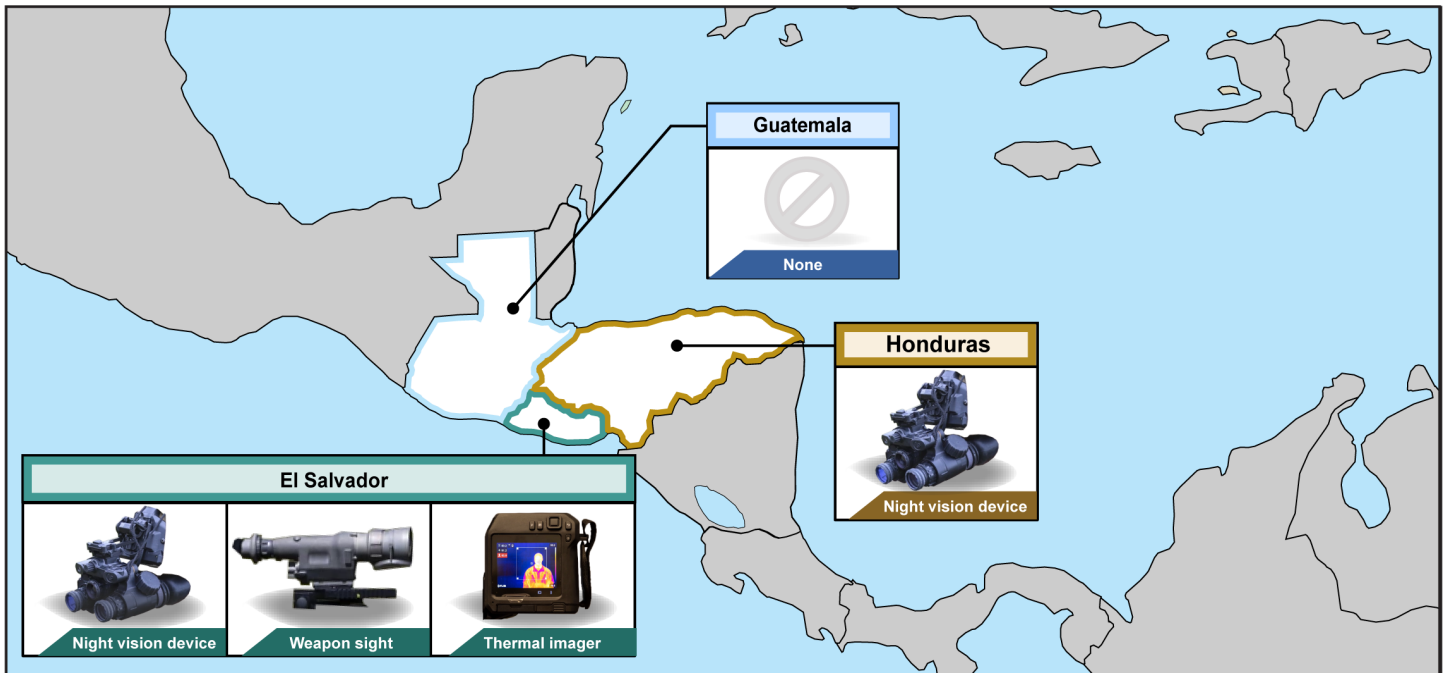 Guatemala
None
Honduras
Night vision device
El Salvador
Night vision device
Weapon sight
Thermal imager